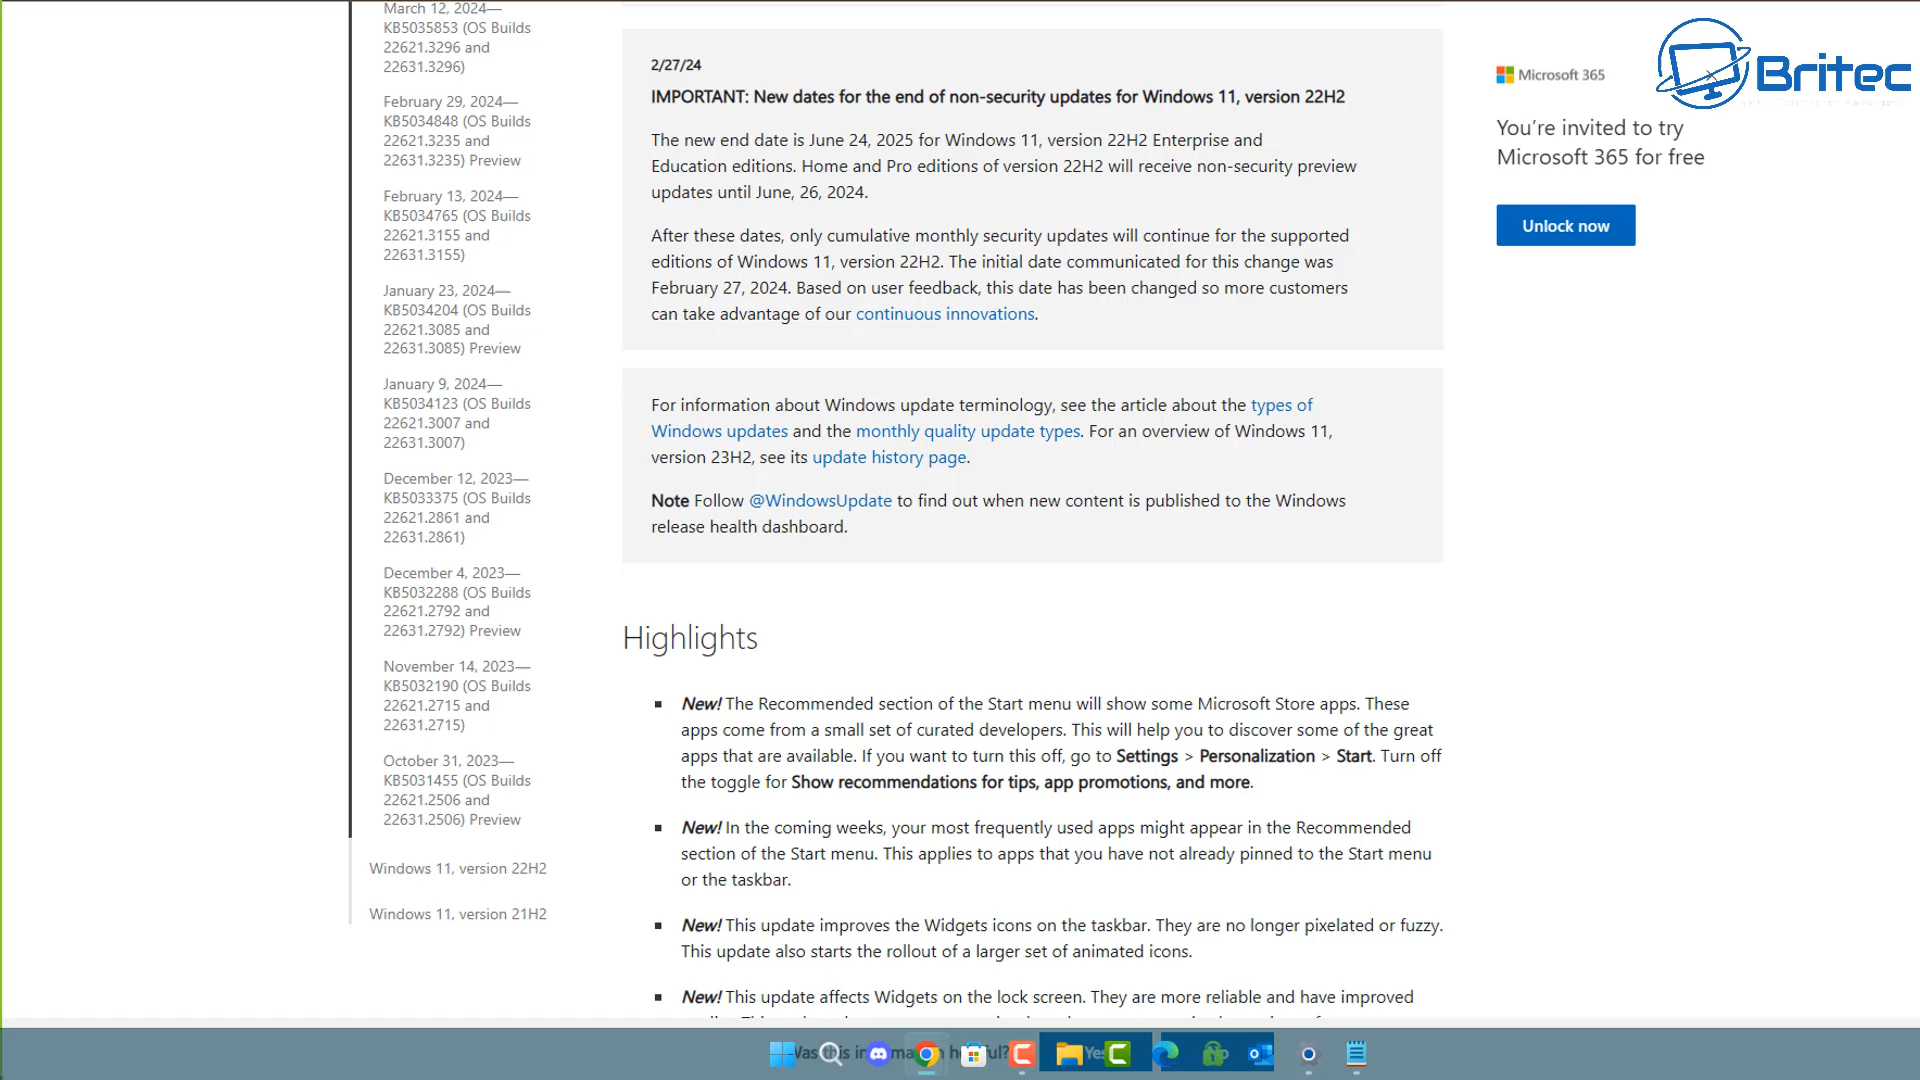 March 12, 2024—
KB5035853 (OS Builds
22621.3296 and
22631.3296)
February 29, 2024—
KB5034848 (OS Builds
22621.3235 and
22631.3235) Preview
February 13, 2024—
KB5034765 (OS Builds
22621.3155 and
22631.3155)
January 23, 2024—
KB5034204 (OS Builds
22621.3085 and
22631.3085) Preview
January 9, 2024—
KB5034123 (OS Builds
22621.3007 and
22631.3007)
December 12, 2023—
KB5033375 (OS Builds
22621.2861 and
22631.2861)
December 4, 2023—
KB5032288 (OS Builds
22621.2792 and
22631.2792) Preview
November 14, 2023—
KB5032190 (OS Builds
22621.2715 and
22631.2715)
October 31, 2023—
KB5031455 (OS Builds
22621.2506 and
22631.2506) Preview
Windows 11, version 22H2
Windows 11, version 21H2
2/27/24
IMPORTANT: New dates for the end of non-security updates for Windows 11, version 22H2
The new end date is June 24, 2025 for Windows 11, version 22H2 Enterprise and
Education editions. Home and Pro editions of version 22H2 will receive non-security preview
updates until June, 26, 2024.
After these dates, only cumulative monthly security updates will continue for the supported
editions of Windows 11, version 22H2. The initial date communicated for this change was
February 27, 2024. Based on user feedback, this date has been changed so more customers
can take advantage of our continuous innovations.
For information about Windows update terminology, see the article about the types of
Windows updates and the monthly quality update types. For an overview of Windows 11,
version 23H2, see its update history page.
Note Follow @WindowsUpdate to find out when new content is published to the Windows
release health dashboard.
Highlights
New! The Recommended section of the Start menu will show some Microsoft Store apps. These
apps come from a small set of curated developers. This will help you to discover some of the great
apps that are available. If you want to turn this off, go to Settings > Personalization > Start. Turn off
the toggle for Show recommendations for tips, app promotions, and more.
New! In the coming weeks, your most frequently used apps might appear in the Recommended
section of the Start menu. This applies to apps that you have not already pinned to the Start menu
or the taskbar.
New! This update improves the Widgets icons on the taskbar. They are no longer pixelated or fuzzy.
This update also starts the rollout of a larger set of animated icons.
New! This update affects Widgets on the lock screen. They are more reliable and have improved
Microsoft 365
You're invited to try
Microsoft 365 for free
Unlock now
Britec
Yes